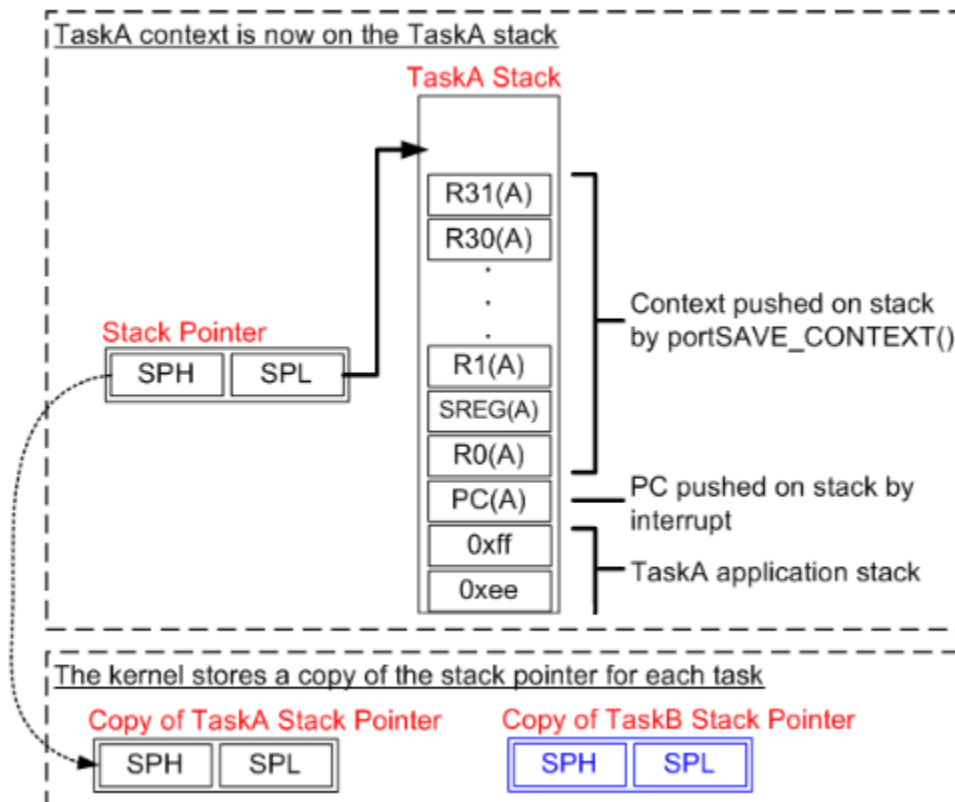 TaskA context is now on the TaskA stack
TaskA Stack
R31(A)
R30(A)
.
.
.
Context pushed on stack
by portSAVE_CONTEXT()
Stack Pointer
SPH SPL
R1(A)
SREG(A)
R0(A)
PC(A)
PC pushed on stack by
interrupt
0xff
0xee
TaskA application stack
The kernel stores a copy of the stack pointer for each task
Copy of TaskA Stack Pointer
SPH SPL
Copy of TaskB Stack Pointer
SPH SPL